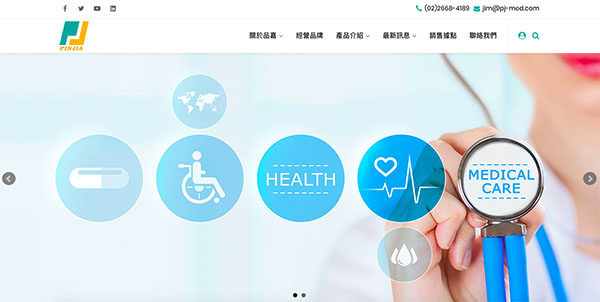 (02)2668-4189 jim@pj-mod.com
PINJIA
關於品嘉 經營品牌 產品介紹 最新訊息 銷售據點 聯絡我們
HEALTH
MEDICAL
CARE